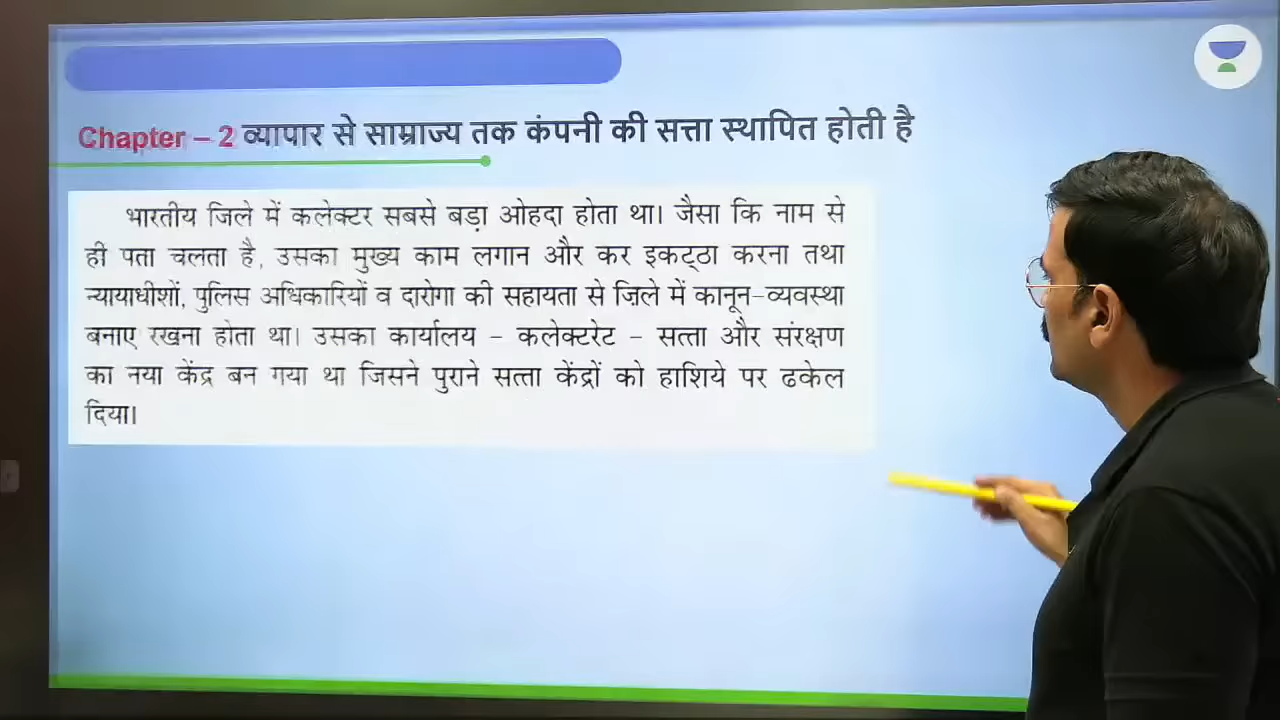 Chapter – 2 व्यापार से साम्राज्य तक कंपनी की सत्ता स्थापित होती है
भारतीय जिले में कलेक्टर सबसे बड़ा ओहदा होता था। जैसा कि नाम से
ही पता चलता है, उसका मुख्य काम लगान और कर इकट्ठा करना तथा
न्यायाधीशों, पुलिस अधिकारियों व दारोगा की सहायता से ज़िले में कानून-व्यवस्था
बनाए रखना होता था। उसका कार्यालय – कलेक्टरेट – सत्ता और संरक्षण
का नया केंद्र बन गया था जिसने पुराने सत्ता केंद्रों को हाशिये पर ढकेल
दिया।